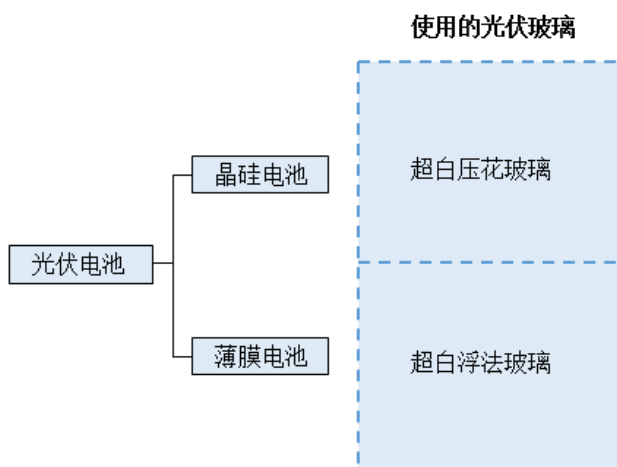 使用的光伏玻璃
晶硅电池
超白压花玻璃
光伏电池
薄膜电池
超白浮法玻璃